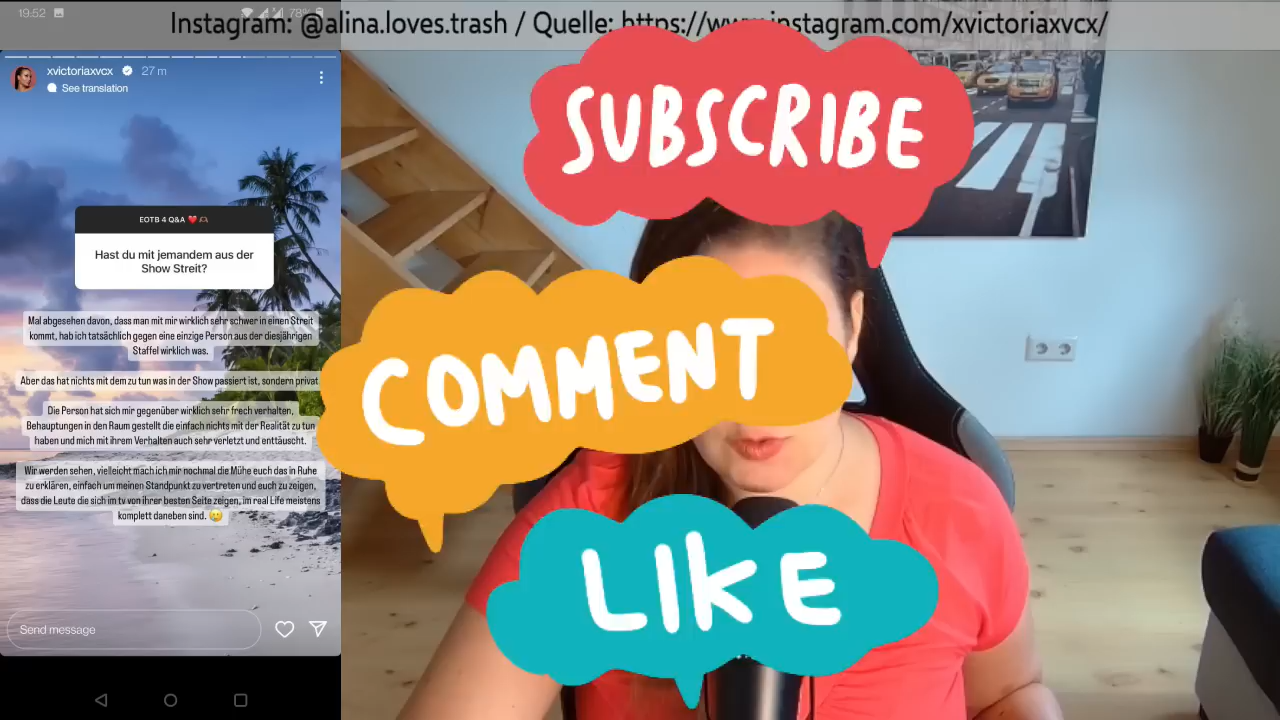 Instagram: @alina.loves.trash / Quelle: https://www.instagram.com/xvictoriaxvcx/
19:52
78%
xvictoriaxvcx
27 m
See translation
EOTB 4 Q&A ❤️🫶🏽
Hast du mit jemandem aus der
Show Streit?
Mal abgesehen davon, dass man mit mir wirklich sehr schwer in einen Streit
kommt, hab ich tatsächlich gegen eine einzige Person aus der diesjährigen
Staffel wirklich was.
Aber das hat nichts mit dem zu tun was in der Show passiert ist, sondern privat
Die Person hat sich mir gegenüber wirklich sehr frech verhalten,
Behauptungen in den Raum gestellt die einfach nichts mit der Realität zu tun
haben und mich mit ihrem Verhalten auch sehr verletzt und enttäuscht.
Wir werden sehen, vielleicht mach ich mir nochmal die Mühe euch das in Ruhe
zu erklären, einfach um meinen Standpunkt zu vertreten und euch zu zeigen,
dass die Leute die sich im tv von ihrer besten Seite zeigen, im real Life meistens
komplett daneben sind. 🥲
Send message
SUBSCRIBE
COMMENT
LIKE